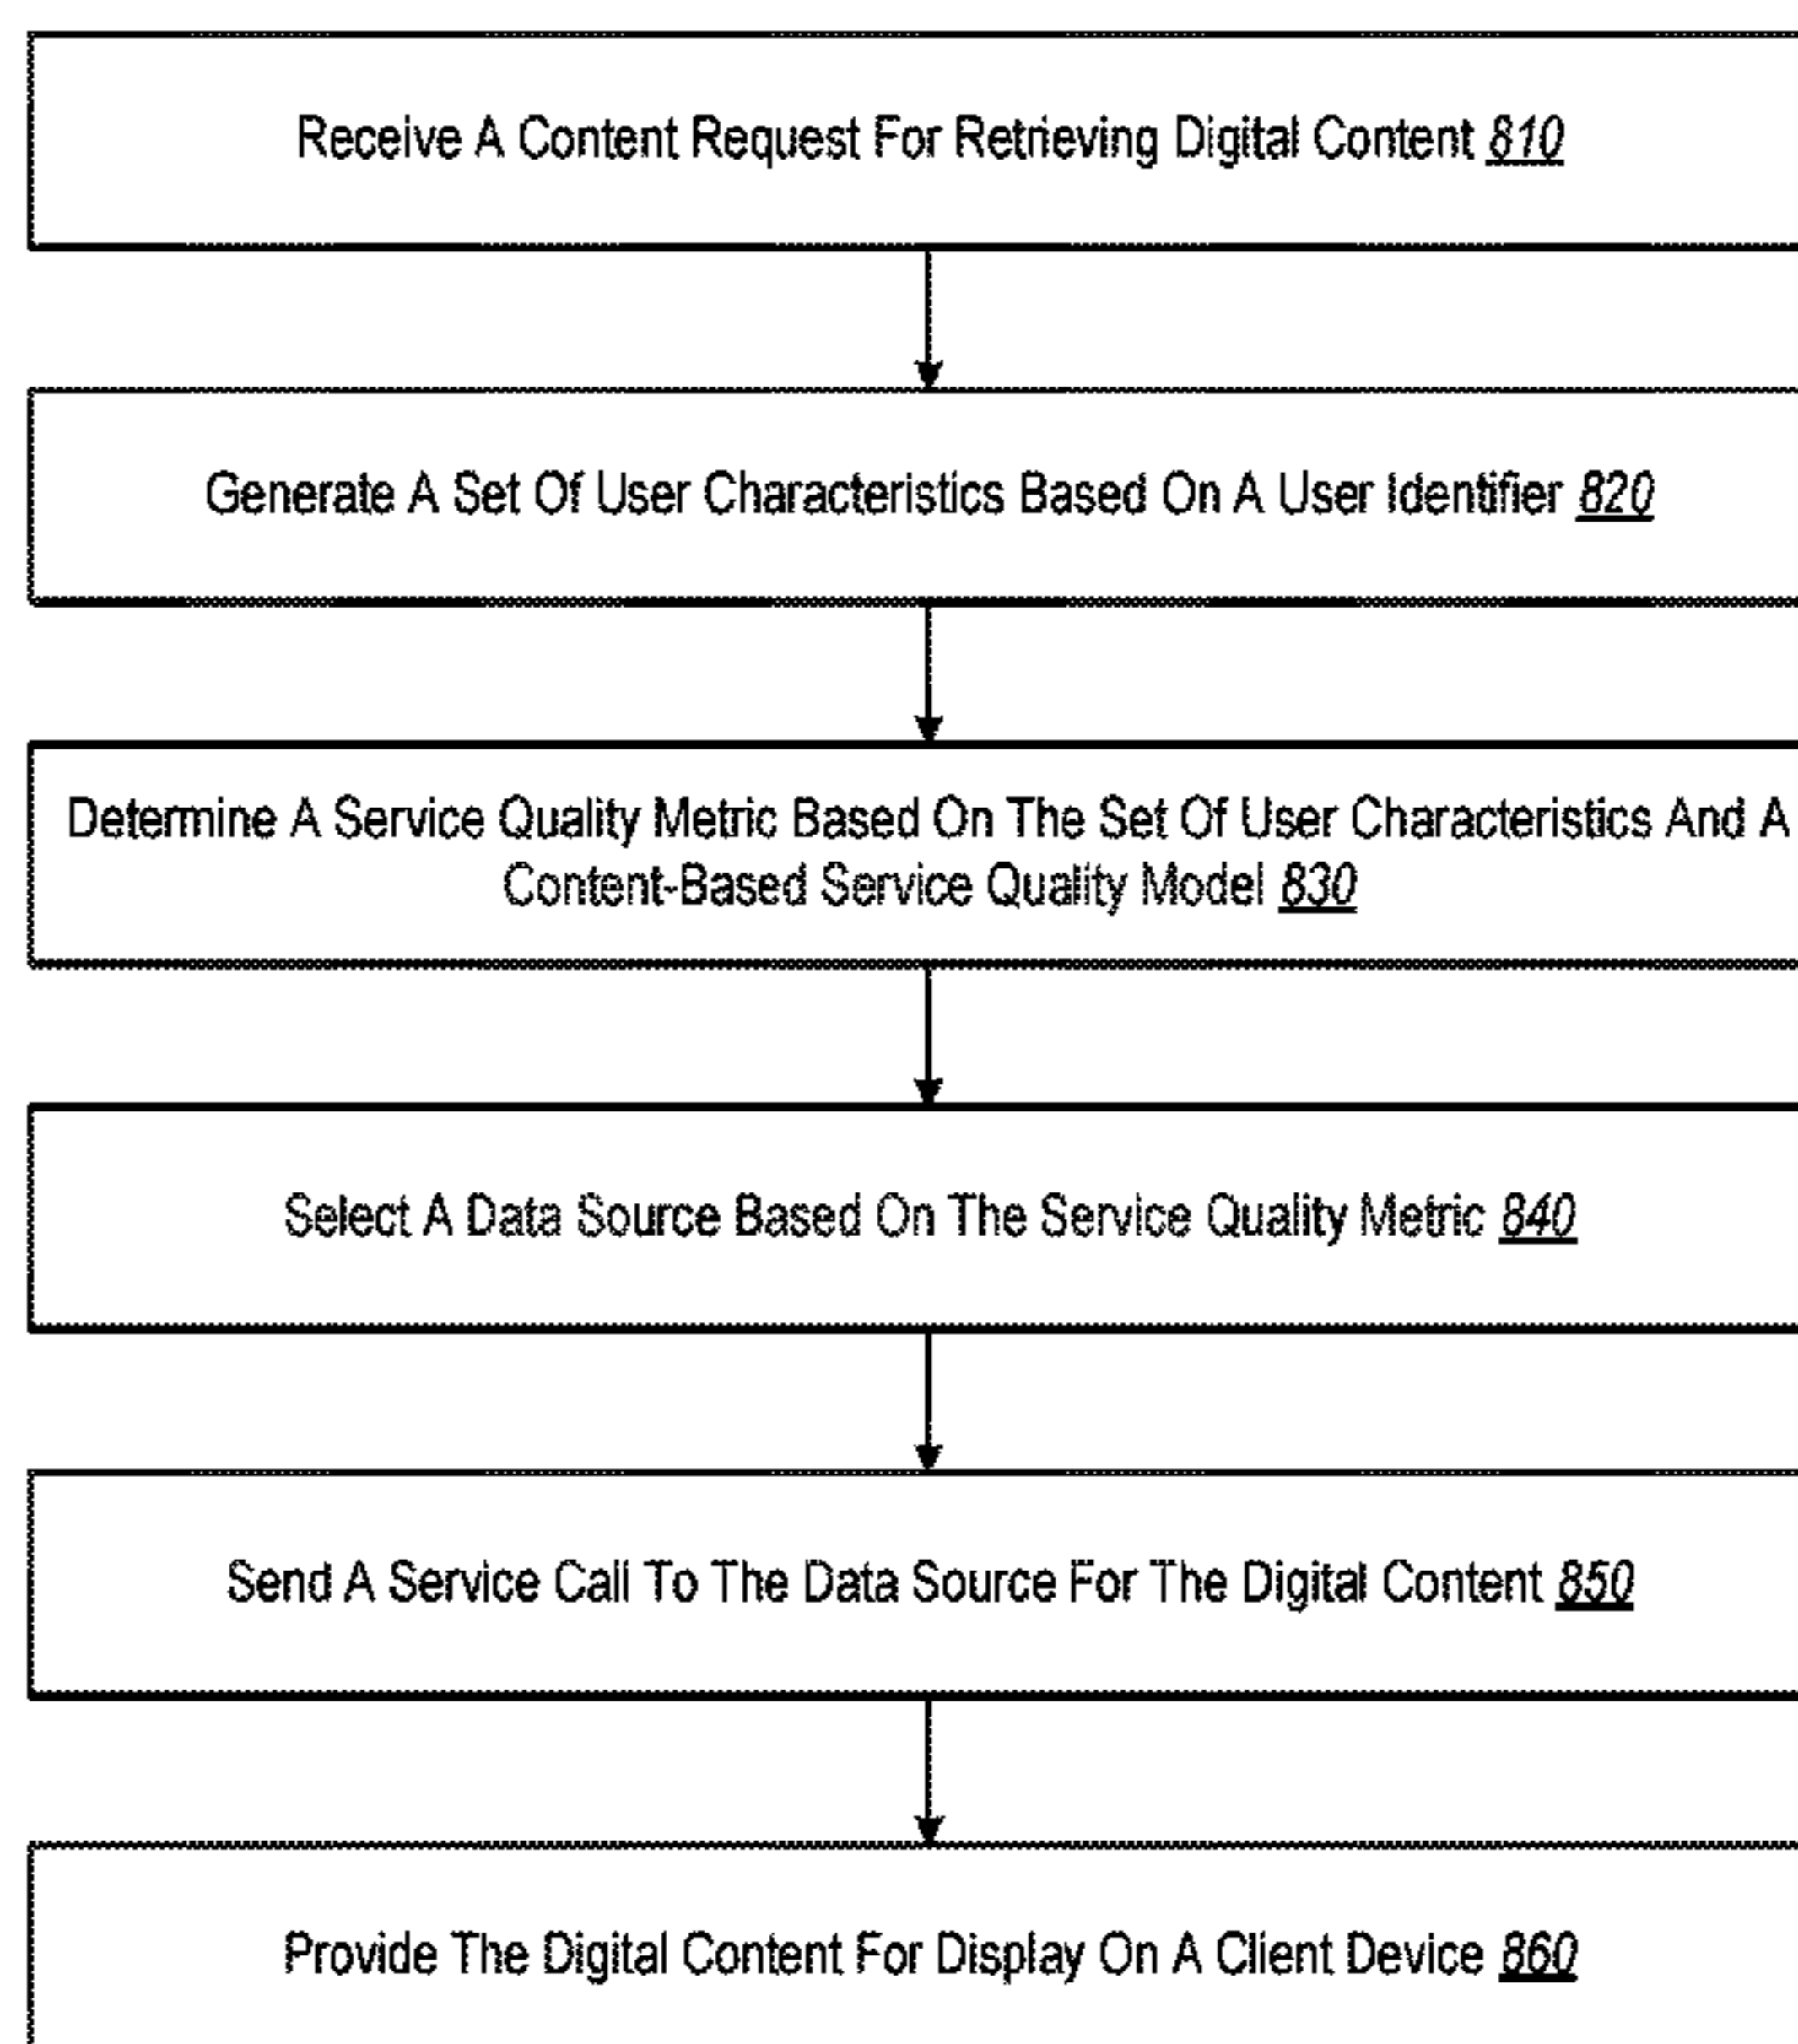 Receive A Content Request For Retrieving Digital Content 810
Generate A Set Of User Characteristics Based On A User Identifier 820
Determine A Service Quality Metric Based On The Set Of User Characteristics And A
Content-Based Service Quality Model 830
Select A Data Source Based On The Service Quality Metric 840
Send A Service Call To The Data Source For The Digital Content 850
Provide The Digital Content For Display On A Client Device 860